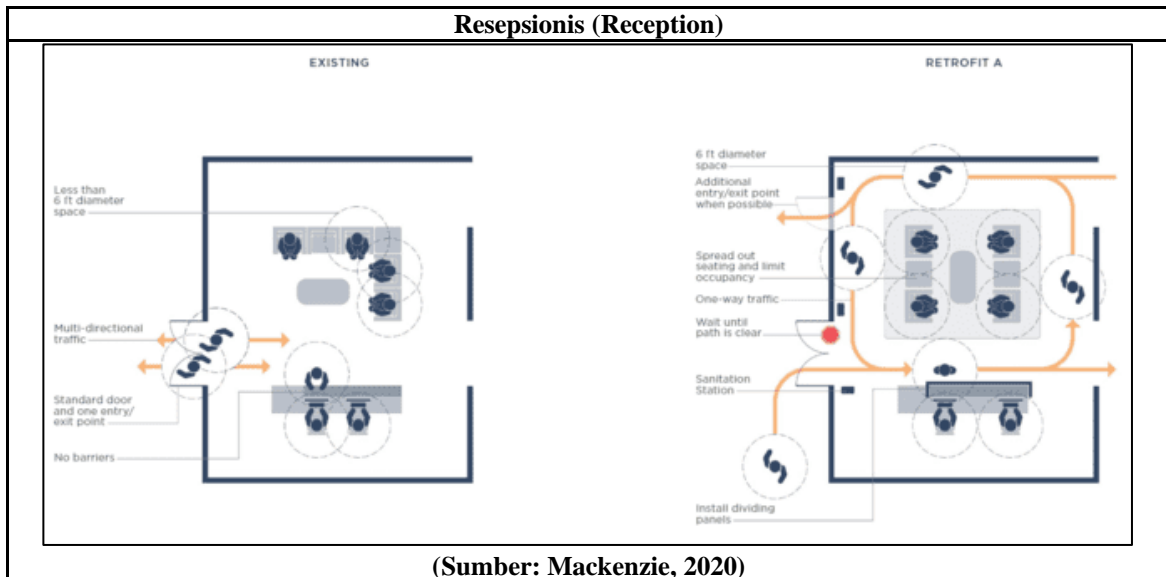 Resepsionis (Reception)
EXISTING
Less than
6 ft diameter
space
Multi-directional
traffic
Standard door
and one entry/
exit point
No barriers
RETROFIT A
6 ft diameter
space
Additional
entry/exit point
when possible
Spread out
seating and limit
occupancy
One-way traffic
Wait until
path is clear
Sanitation
Station
Install dividing
panels
(Sumber: Mackenzie, 2020)